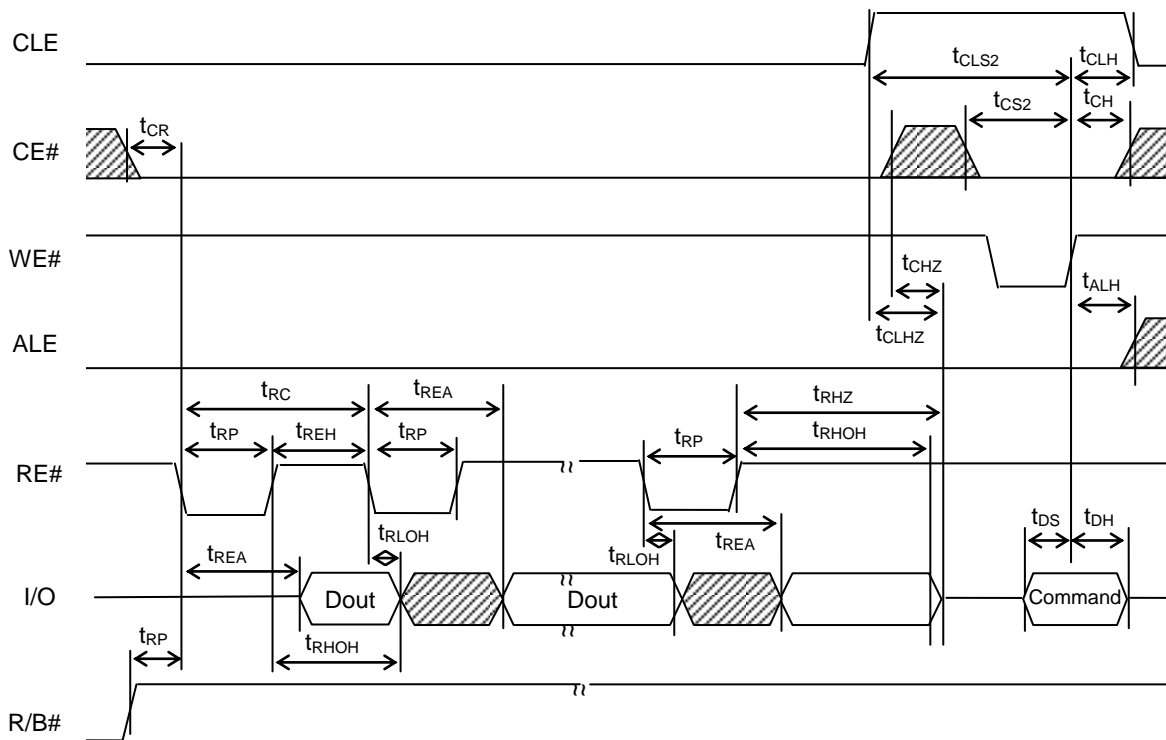 CLE
tCLS2 tCLH
tCR tCS2 tCH
CE#
WE#
tCHZ
tALH
tCLHZ
ALE
tRC tREA tRHZ
tRP tREH tRP tRP tRHOH
RE#
tRLOH tDS tDH
tREA tRLOH tREA
I/O Dout Dout Command
tRP tRHOH
R/B#